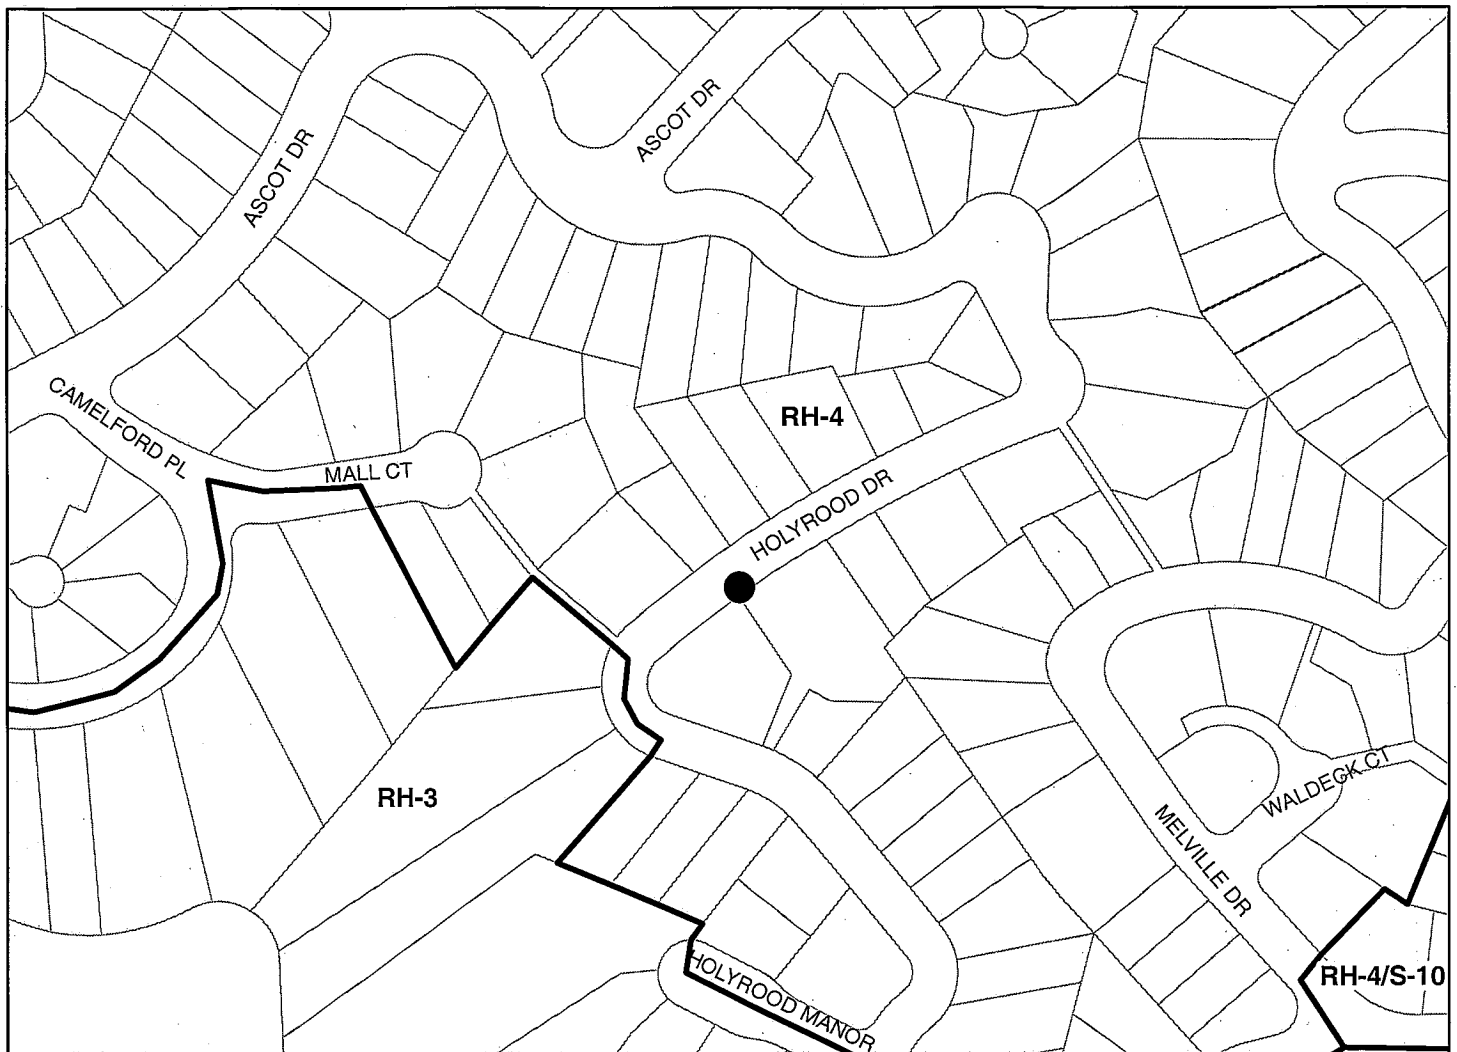 ASCOT DR
ASCOT DR
CAMELFORD PL
RH-4
MALL CT
HOLYROOD DR
RH-3
WALDECK CT
MELVILLE DR
RH-4/S-10
HOLYROOD MANOR